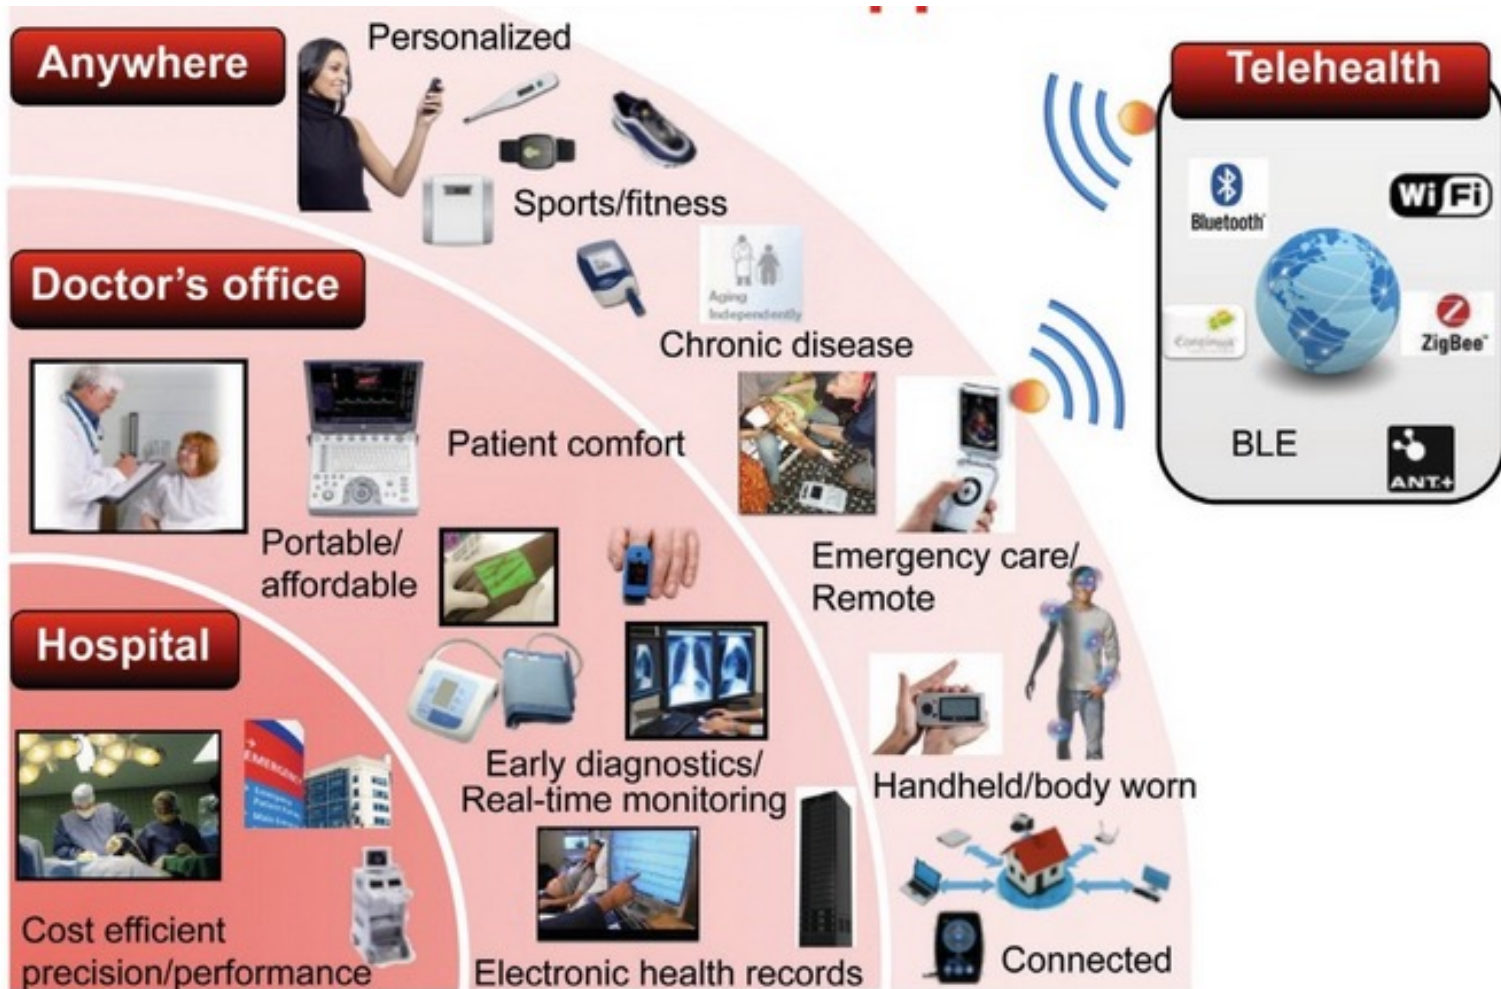 Anywhere
Personalized
Sports/fitness
Aging
Independently
Chronic disease
Telehealth
Bluetooth
Wi Fi
Continua
ZigBee
BLE
ANT+
Doctor's office
Patient comfort
Portable/
affordable
Emergency care/
Remote
Early diagnostics/
Real-time monitoring
Handheld/body worn
Electronic health records
Connected
Hospital
EMERGENCY
Emergency
Cost efficient
precision/performance